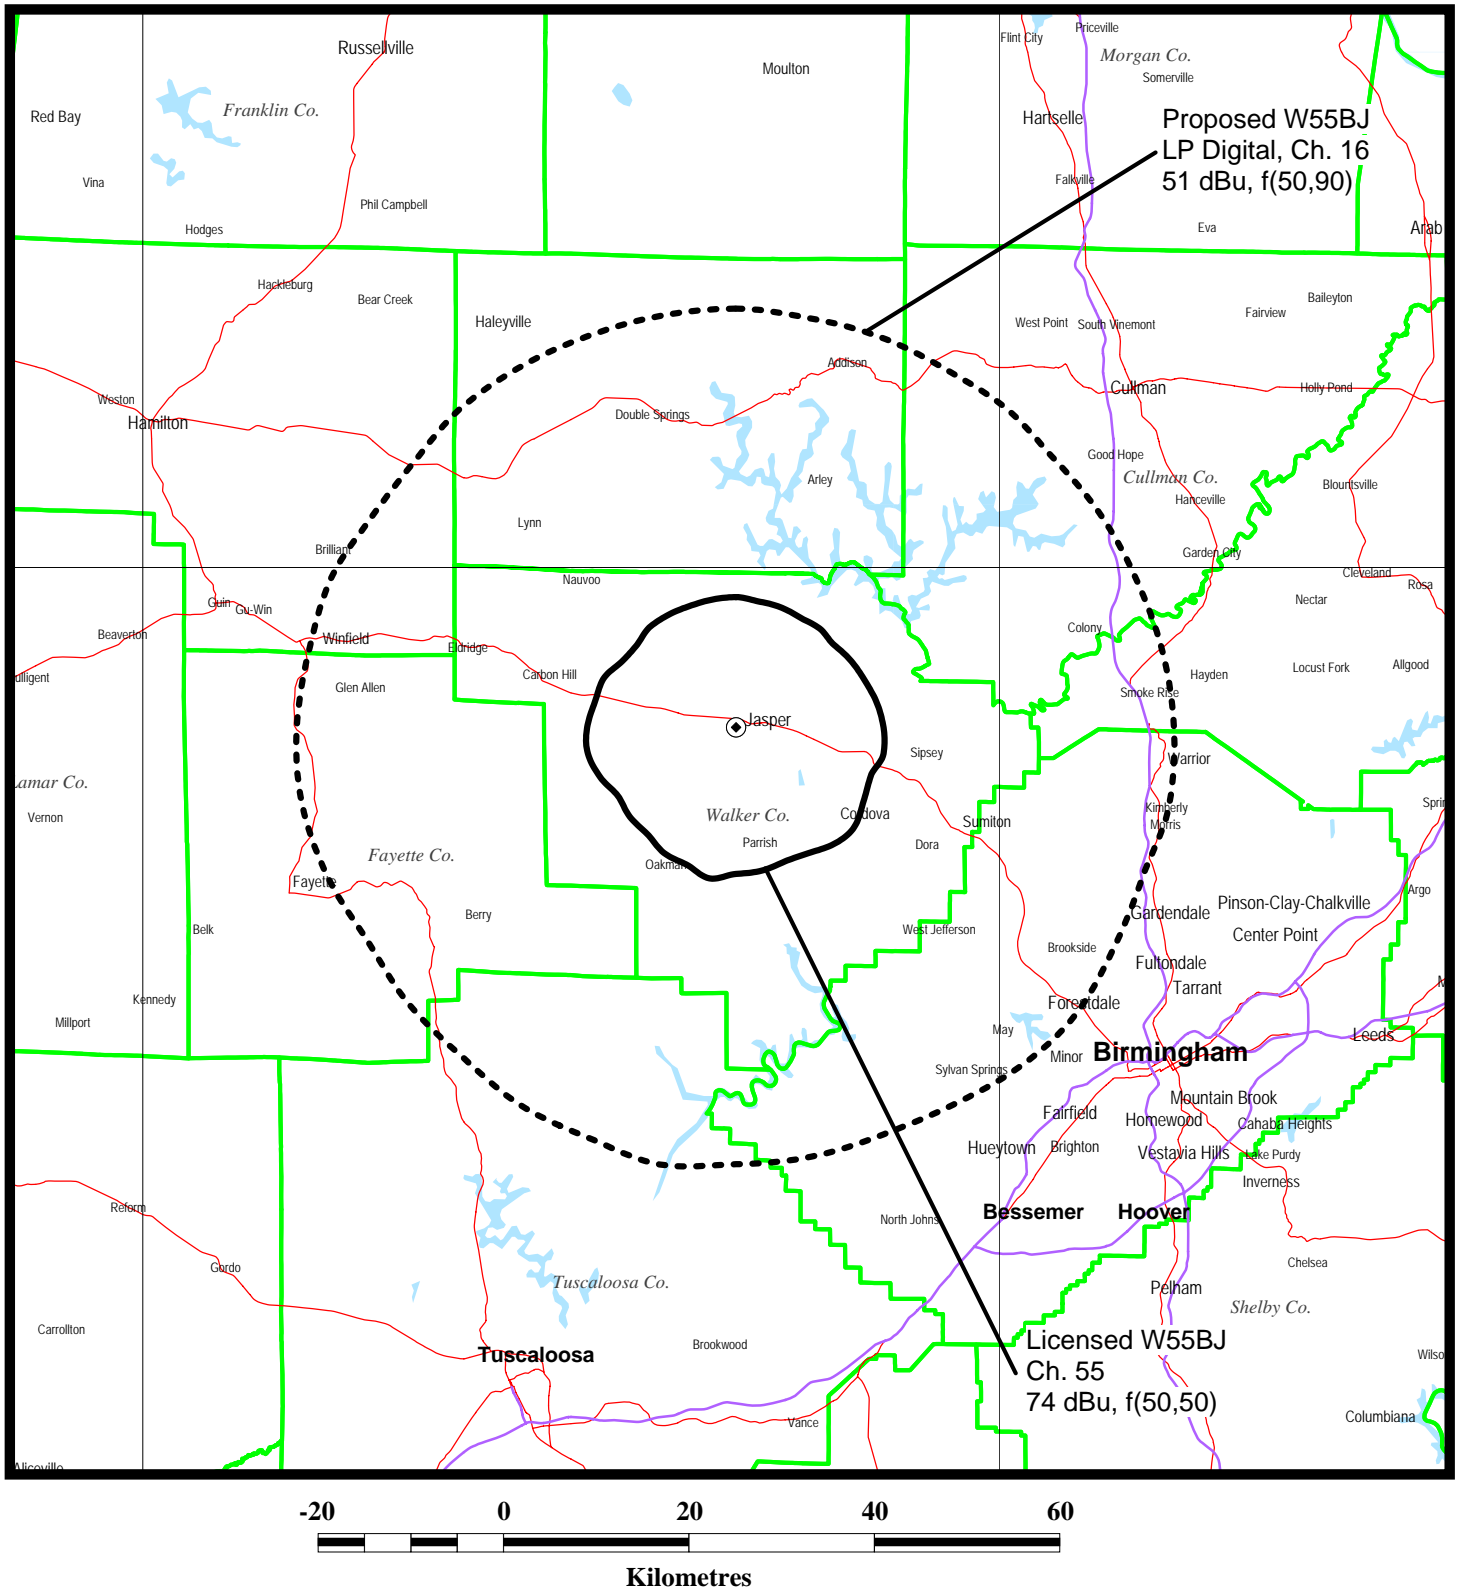 Priceville
Flint City
Russellville
Morgan Co.
Moulton
Somerville
Franklin Co.
Red Bay
Hartselle
Proposed W55BJ
LP Digital, Ch. 16
51 dBu, f(50,90)
Vina
Falkville
Phil Campbell
Hodges
Eva
Arab
Hackleburg
Bear Creek
Baileyton
Fairview
Haleyville
West Point
South Vinemont
Addison
Cullman
Holly Pond
Weston
Hamilton
Double Springs
Good Hope
Cullman Co.
Arley
Blountsville
Hanceville
Lynn
Brilliant
Garden City
Nauvoo
Cleveland
Rosa
Guin
Gu-Win
Nectar
Beaverton
Winfield
Colony
Eldridge
Carbon Hill
Locust Fork
Allgood
Hayden
ulligent
Glen Allen
Smoke Rise
Jasper
Sipsey
Warrior
amar Co.
Vernon
Walker Co.
Cordova
Sumiton
Kimberly
Morris
Sprin
Parrish
Dora
Fayette Co.
Oakman
Fayette
Argo
Pinson-Clay-Chalkville
Berry
Gardendale
Belk
West Jefferson
Center Point
Brookside
Fultondale
Tarrant
Kennedy
Forestdale
Millport
May
Leeds
Birmingham
Minor
Sylvan Springs
Mountain Brook
Fairfield
Homewood
Cahaba Heights
Hueytown
Brighton
Vestavia Hills
Lake Purdy
Inverness
Reform
Bessemer
Hoover
North Johns
Gordo
Chelsea
Tuscaloosa Co.
Pelham
Shelby Co.
Carrollton
Licensed W55BJ
Ch. 55
74 dBu, f(50,50)
Brookwood
Tuscaloosa
Wilso
Vance
Columbiana
Aliceville
-20 0 20 40 60
Kilometres